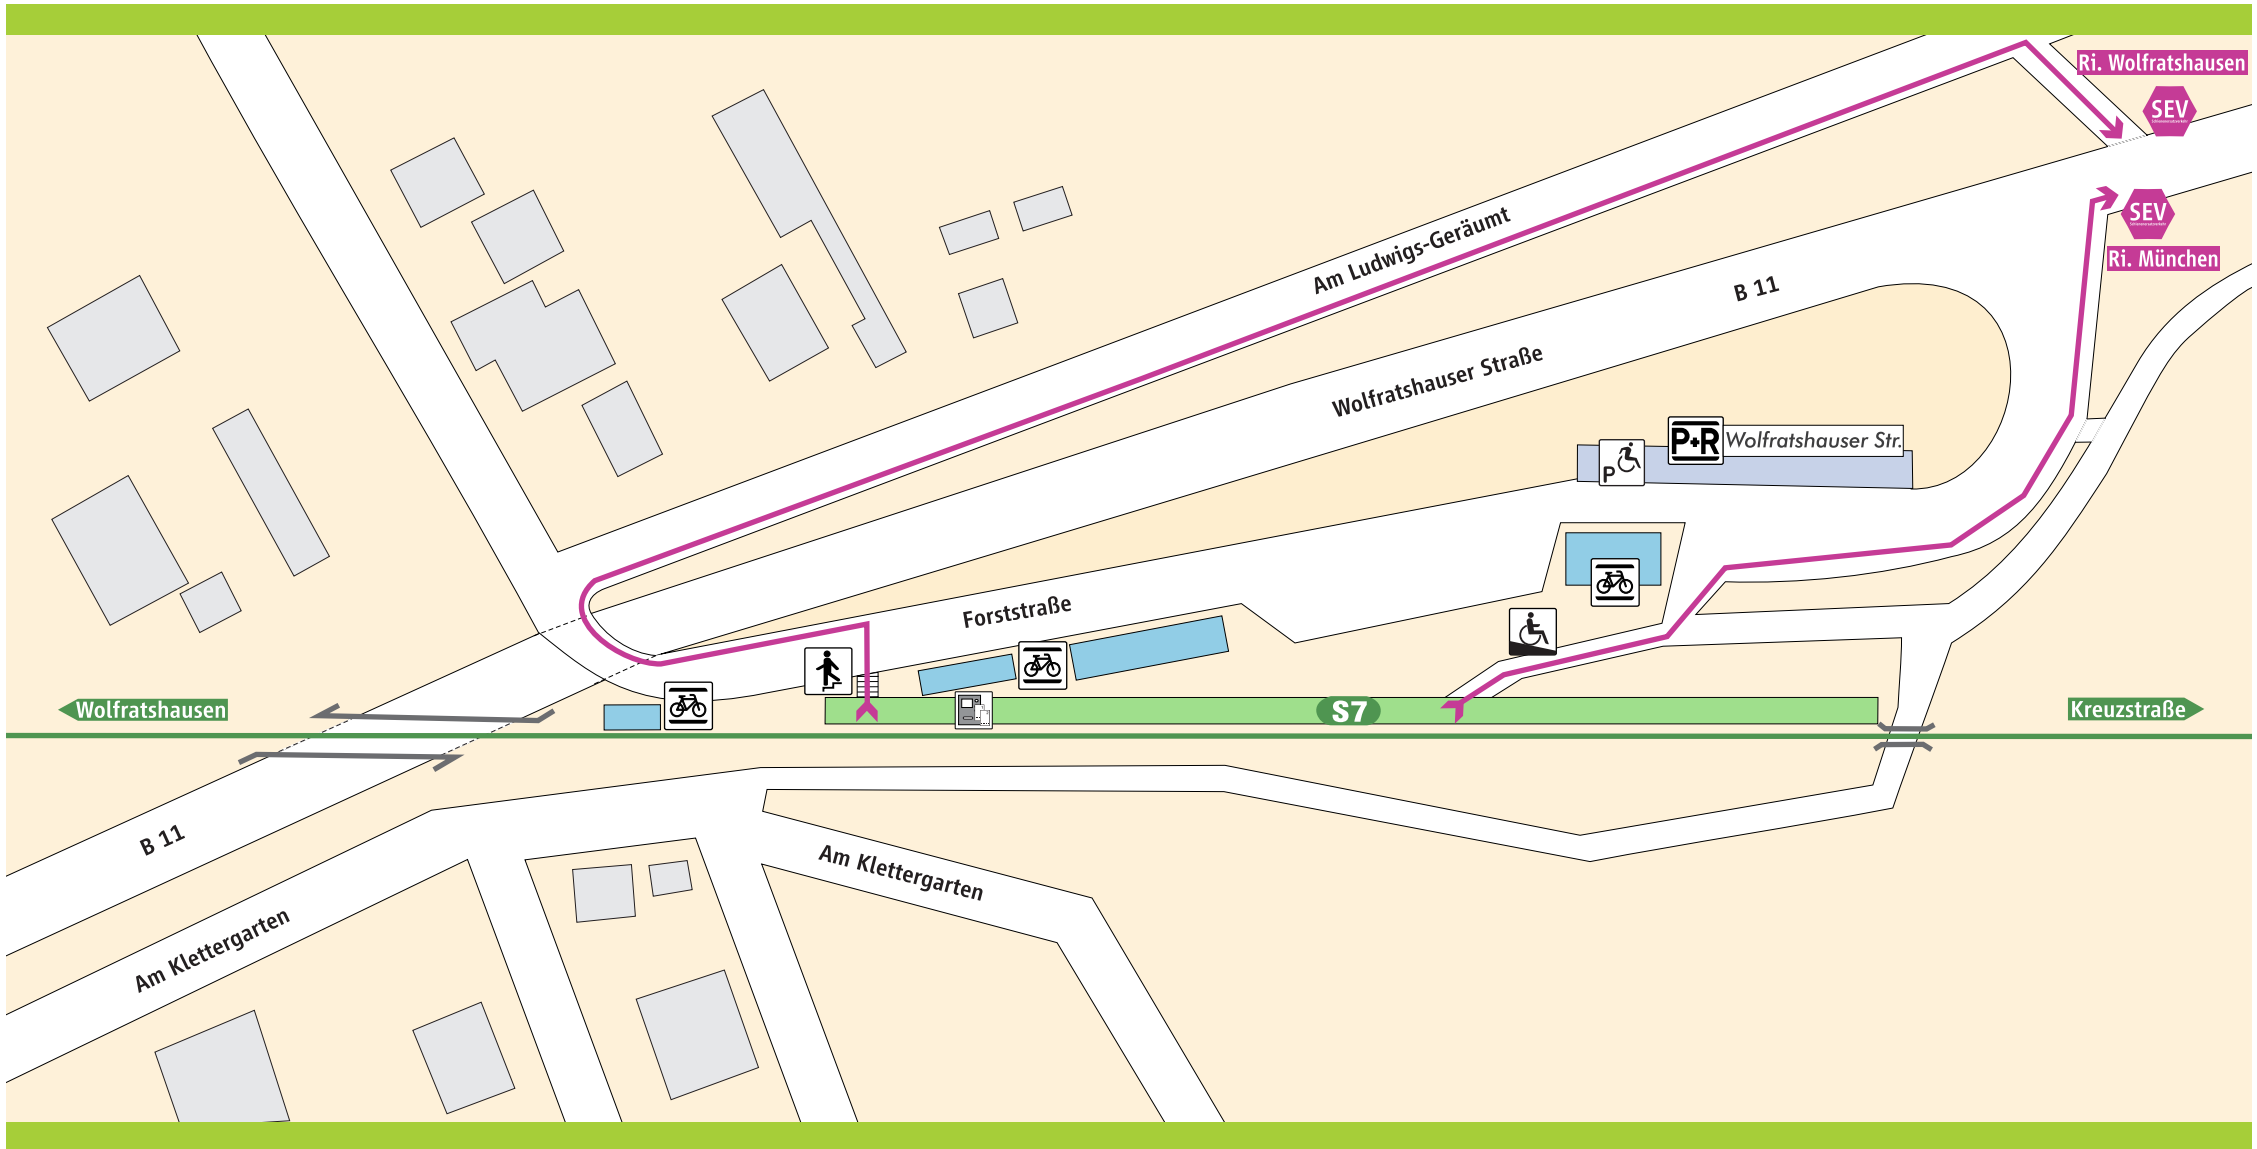 Ri. Wolfratshausen
SEV
SEV
Ri. München
Am Ludwigs-Geräumt
B 11
Wolfratshauser Straße
P+R Wolfratshauser Str.
P
Forststraße
Wolfratshausen
S7
Kreuzstraße
B 11
Am Klettergarten
Am Klettergarten